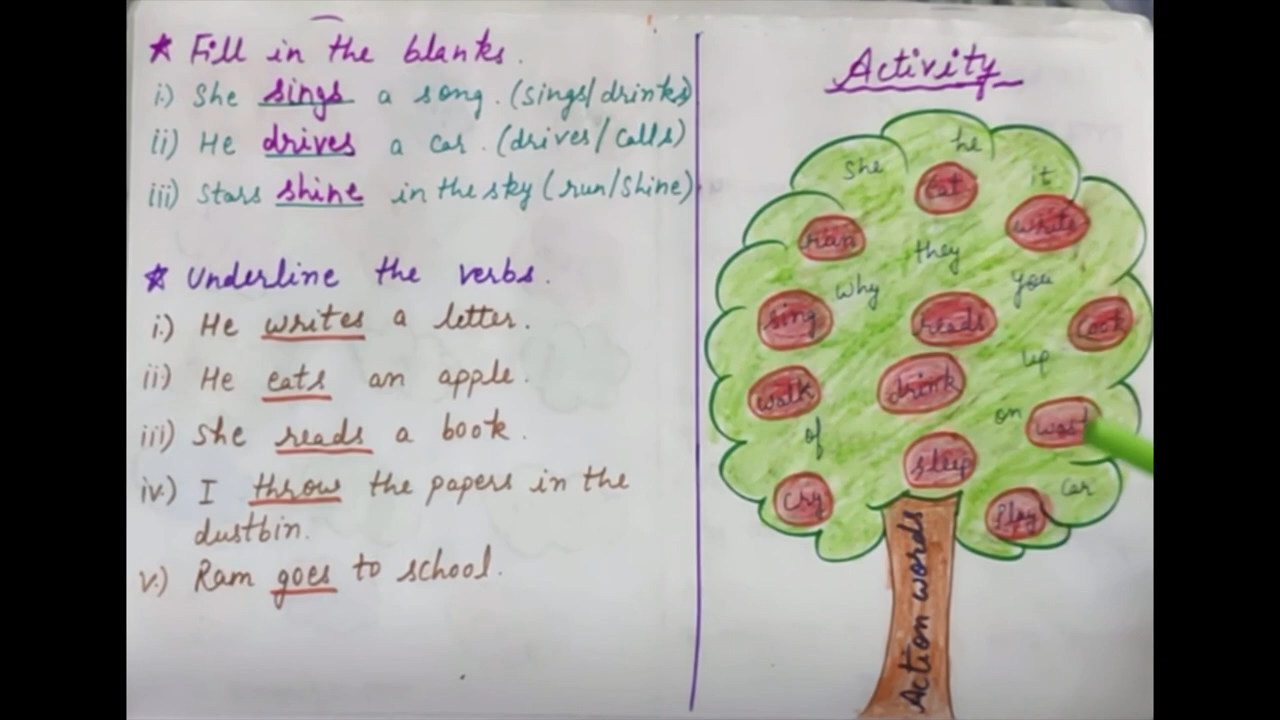 ★ Fill in the blanks.
i.) She sings a song. (sings/drinks)
ii) He drives a car. (drives/calls)
iii) Stars shine in the sky (run/shine)
★ Underline the verbs.
i.) He writes a letter.
ii.) He eats an apple.
iii) She reads a book.
iv.) I throw the papers in the
dustbin.
v.) Ram goes to school.
Activity
she he
eat it
ran write
they
why you
sing reads cook
up
walk drink
on
of
sleep
cry car
Play
Action words